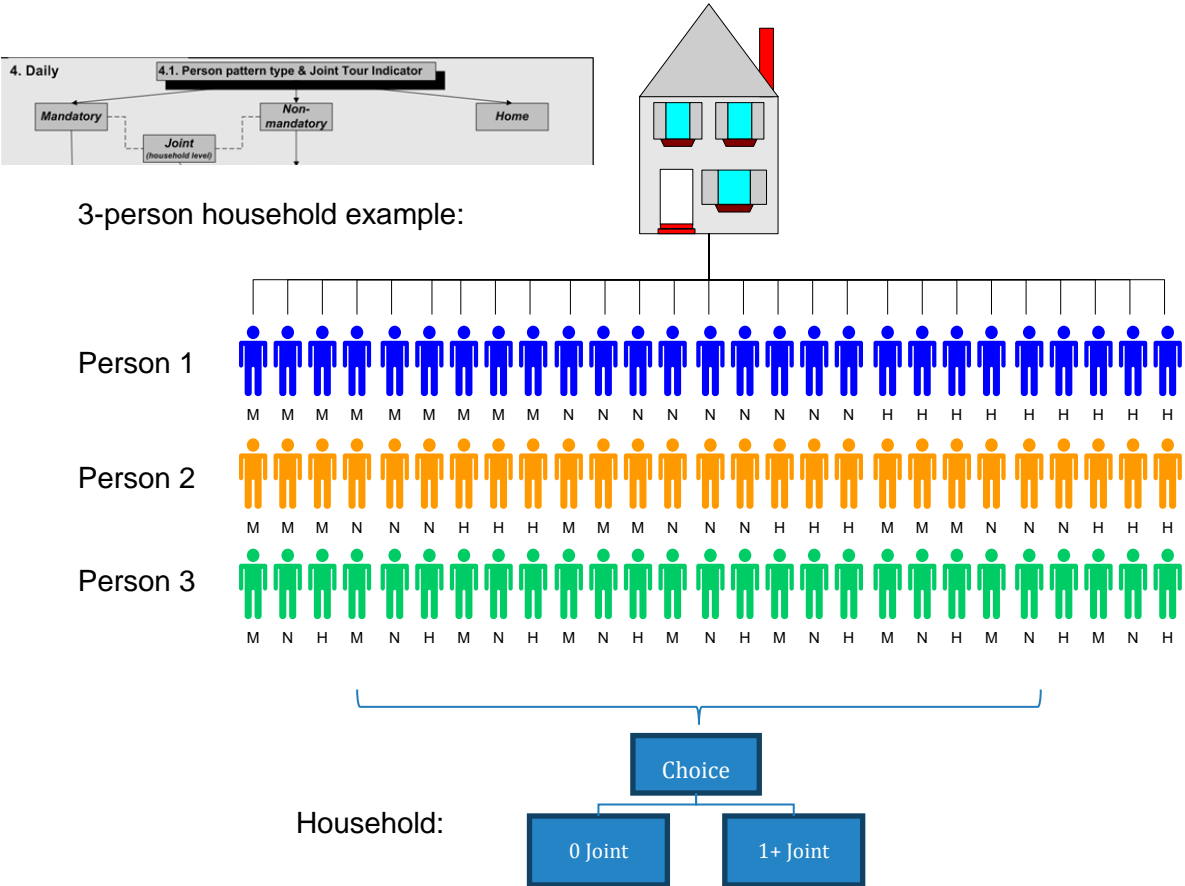 4. Daily
4.1. Person pattern type & Joint Tour Indicator
Mandatory
Non-
mandatory
Home
Joint
(household level)
3-person household example:
Person 1
M M M M M M M M M N N N N N N N N N H H H H H H H H H
Person 2
M M M N N N H H H M M M N N N H H H M M M N N N H H H
Person 3
M N H M N H M N H M N H M N H M N H M N H M N H M N H
Choice
Household:
0 Joint
1+ Joint